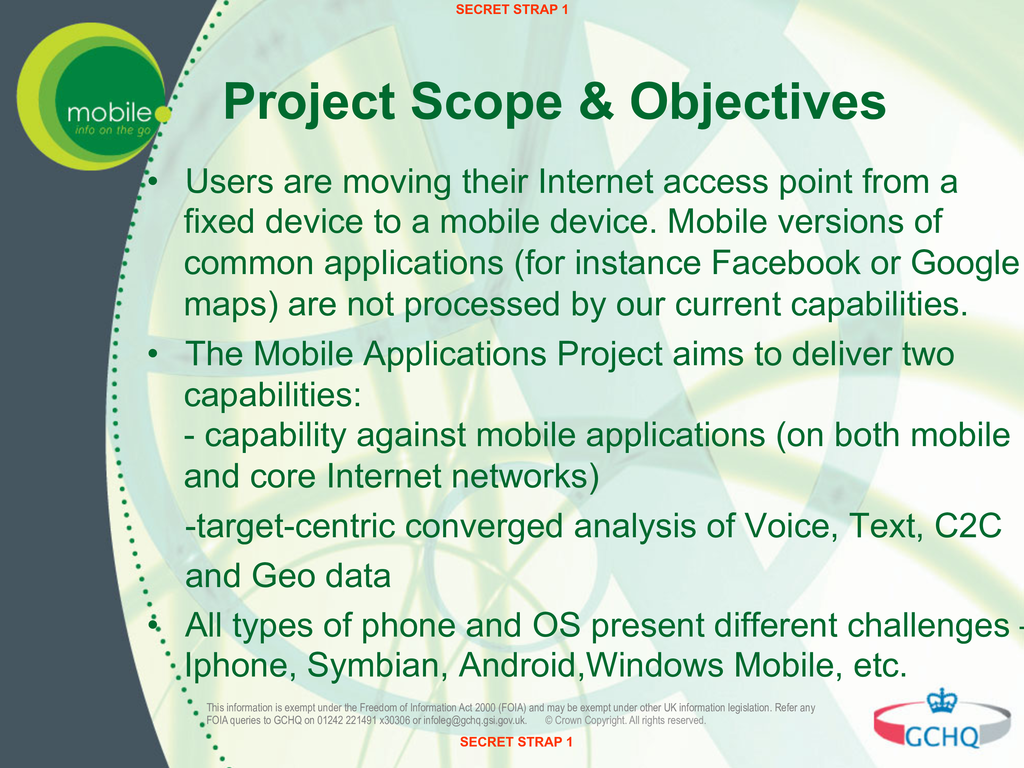 SECRET STRAP 1
mobile
info on the go
Project Scope & Objectives
• Users are moving their Internet access point from a
fixed device to a mobile device. Mobile versions of
common applications (for instance Facebook or Google
maps) are not processed by our current capabilities.
• The Mobile Applications Project aims to deliver two
capabilities:
- capability against mobile applications (on both mobile
and core Internet networks)
-target-centric converged analysis of Voice, Text, C2C
and Geo data
• All types of phone and OS present different challenges -
Iphone, Symbian, Android,Windows Mobile, etc.
This information is exempt under the Freedom of Information Act 2000 (FOIA) and may be exempt under other UK information legislation. Refer any
FOIA queries to GCHQ on 01242 221491 x30306 or infoleg@gchq.gsi.gov.uk. © Crown Copyright. All rights reserved.
GCHQ
SECRET STRAP 1